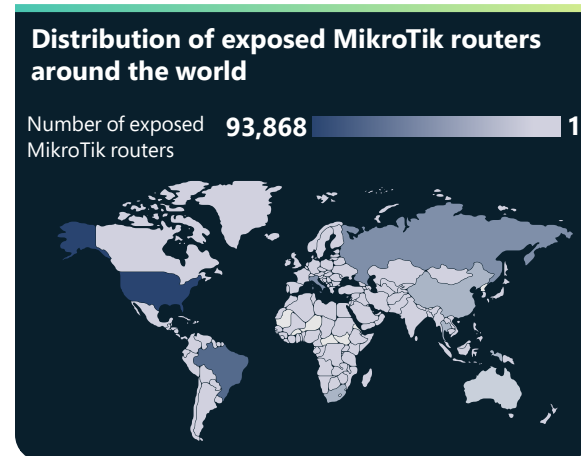 Distribution of exposed MikroTik routers
around the world
Number of exposed
MikroTik routers
93,868
1